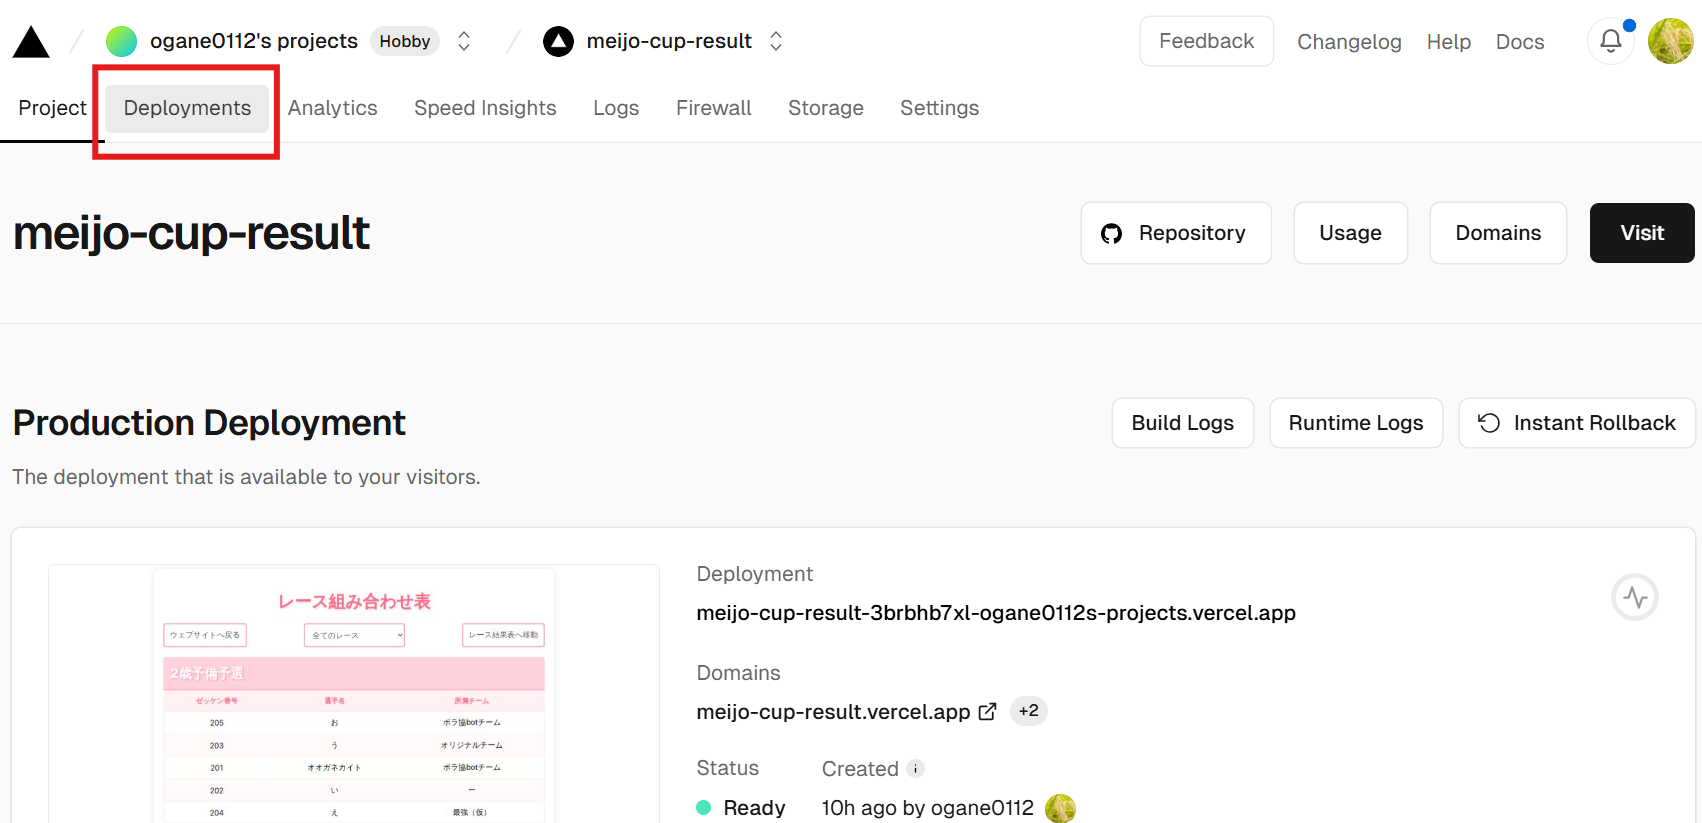 ogane0112's projects Hobby meijo-cup-result Feedback Changelog Help Docs
Project Deployments Analytics Speed Insights Logs Firewall Storage Settings
meijo-cup-result Repository Usage Domains Visit
Production Deployment Build Logs Runtime Logs Instant Rollback
The deployment that is available to your visitors.
レース組み合わせ表
ウェブサイトへ戻る 全てのレース レース結果表へ移動
2歳予備予選
ゼッケン番号 選手名 所属チーム
205 お ボラ協botチーム
203 う オリジナルチーム
201 オオガネカイト ボラ協botチーム
202 い ー
204 え 最強（仮）
Deployment
meijo-cup-result-3brbhb7xl-ogane0112s-projects.vercel.app
Domains
meijo-cup-result.vercel.app +2
Status Created
Ready 10h ago by ogane0112